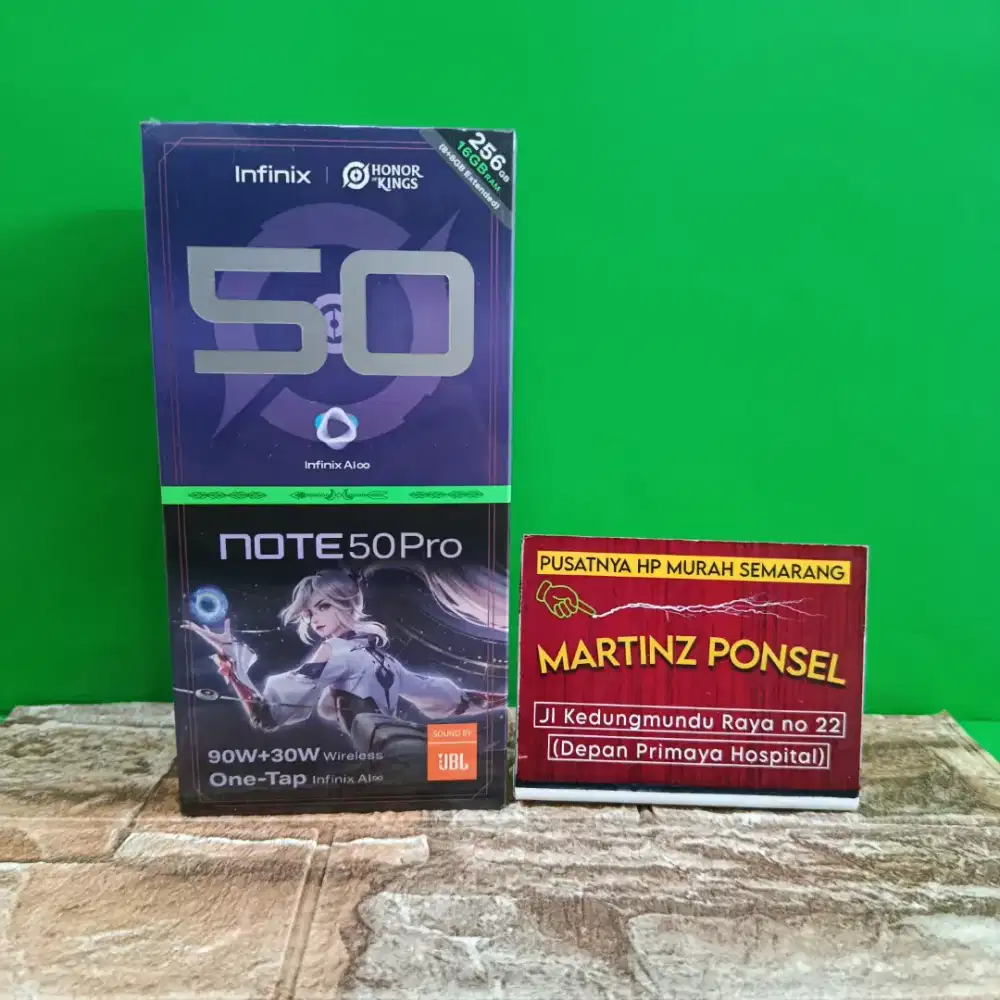 Infinix | HONOR OF KINGS
256GB
16GB RAM
(8+8GB Extended)
50
Infinix AI∞
NOTE 50Pro
SOUND BY
JBL
90W+30W Wireless
One-Tap Infinix AI∞
PUSATNYA HP MURAH SEMARANG
MARTINZ PONSEL
Jl Kedungmundu Raya no 22
(Depan Primaya Hospital)